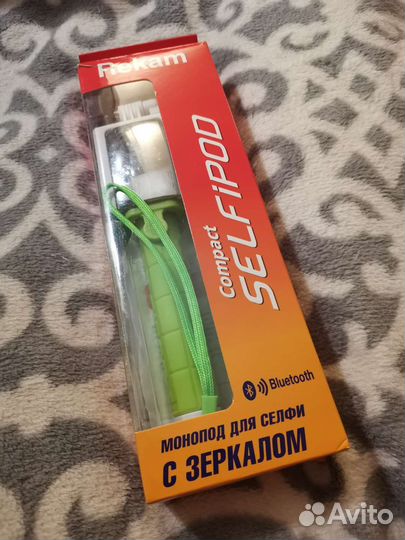 Rekam
Compact
SELFiPOD
Bluetooth
МОНОПОД ДЛЯ СЕЛФИ
С ЗЕРКАЛОМ
Avito